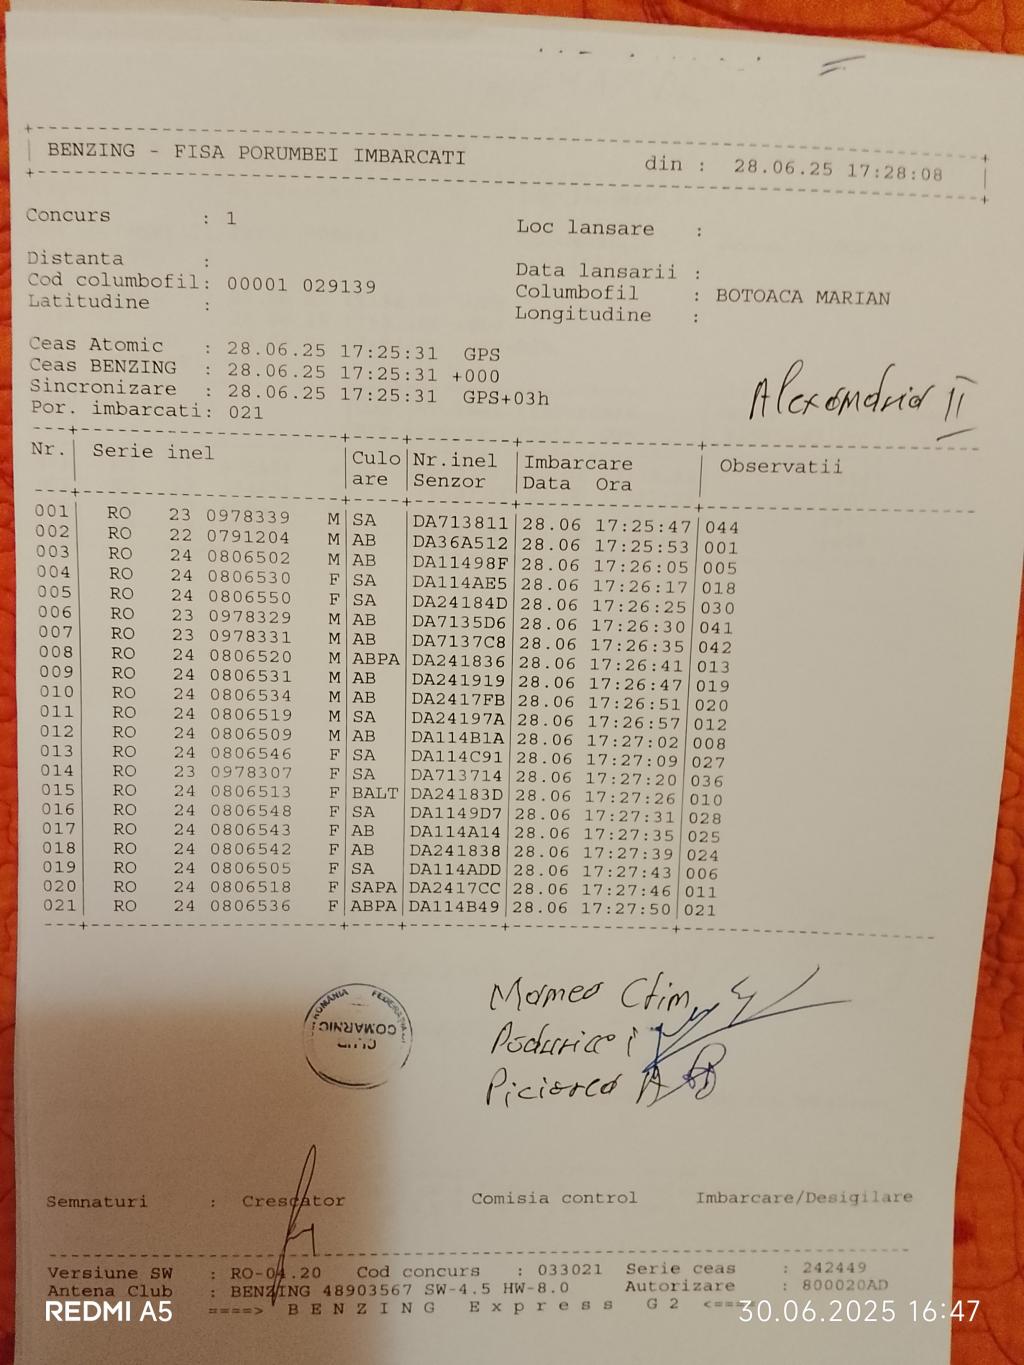 BENZING - FISA PORUMBEI IMBARCATI din : 28.06.25 17:28:08
Concurs : 1 Loc lansare :
Distanta : Data lansarii :
Cod columbofil: 00001 029139 Columbofil : BOTOACA MARIAN
Latitudine : Longitudine :
Ceas Atomic : 28.06.25 17:25:31 GPS
Ceas BENZING : 28.06.25 17:25:31 +000
Sincronizare : 28.06.25 17:25:31 GPS+03h
Por. imbarcati: 021
Alexandria II
Nr. Serie inel Culo Nr.inel Imbarcare Observatii
are Senzor Data Ora
001 RO 23 0978339 M SA DA713811 28.06 17:25:47 044
002 RO 22 0791204 M AB DA36A512 28.06 17:25:53 001
003 RO 24 0806502 M AB DA11498F 28.06 17:26:05 005
004 RO 24 0806530 F SA DA114AE5 28.06 17:26:17 018
005 RO 24 0806550 F SA DA24184D 28.06 17:26:25 030
006 RO 23 0978329 M AB DA7135D6 28.06 17:26:30 041
007 RO 23 0978331 M AB DA7137C8 28.06 17:26:35 042
008 RO 24 0806520 M ABPA DA241836 28.06 17:26:41 013
009 RO 24 0806531 M AB DA241919 28.06 17:26:47 019
010 RO 24 0806534 M AB DA2417FB 28.06 17:26:51 020
011 RO 24 0806519 M SA DA24197A 28.06 17:26:57 012
012 RO 24 0806509 M AB DA114B1A 28.06 17:27:02 008
013 RO 24 0806546 F SA DA114C91 28.06 17:27:09 027
014 RO 23 0978307 F SA DA713714 28.06 17:27:20 036
015 RO 24 0806513 F BALT DA24183D 28.06 17:27:26 010
016 RO 24 0806548 F SA DA1149D7 28.06 17:27:31 028
017 RO 24 0806543 F AB DA114A14 28.06 17:27:35 025
018 RO 24 0806542 F AB DA241838 28.06 17:27:39 024
019 RO 24 0806505 F SA DA114ADD 28.06 17:27:43 006
020 RO 24 0806518 F SAPA DA2417CC 28.06 17:27:46 011
021 RO 24 0806536 F ABPA DA114B49 28.06 17:27:50 021
ROMANIA
COMARNIC
CLUB
Semnaturi : Crescator Comisia control Imbarcare/Desigilare
Versiune SW : RO-04.20 Cod concurs : 033021 Serie ceas : 242449
Antena Club : BENZING 48903567 SW-4.5 HW-8.0 Autorizare : 800020AD
====> BENZING Express G2 <====
REDMI A5 30.06.2025 16:47